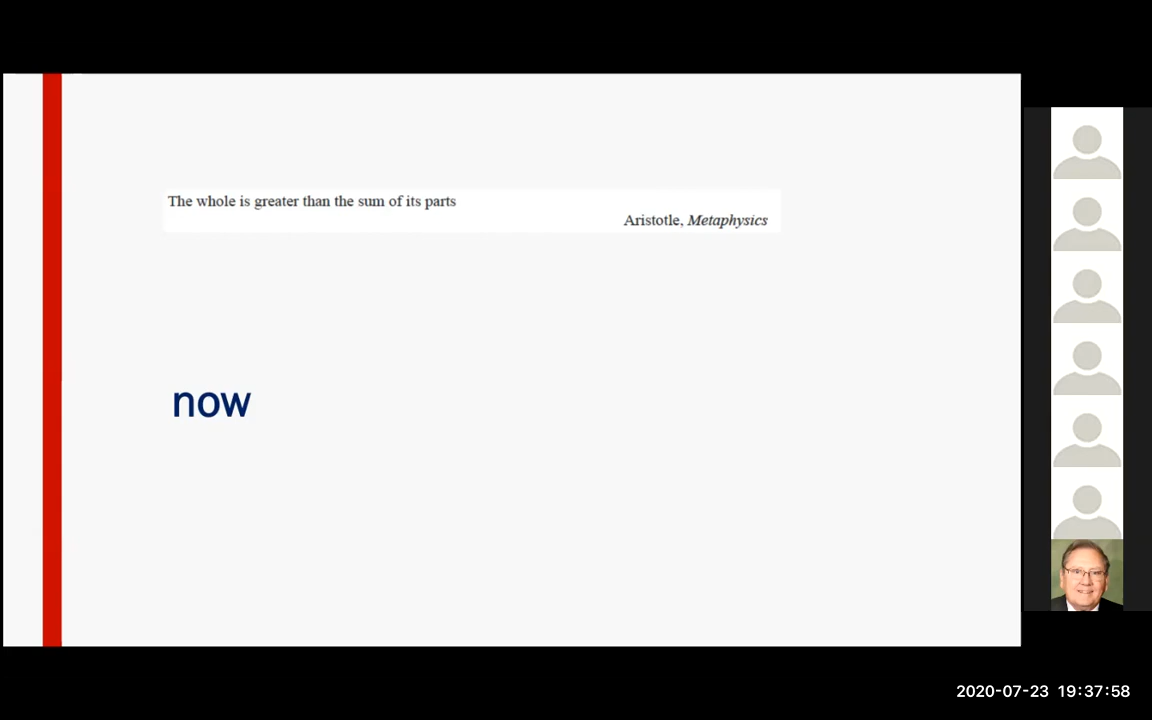 The whole is greater than the sum of its parts
Aristotle, Metaphysics
now
2020-07-23 19:37:58